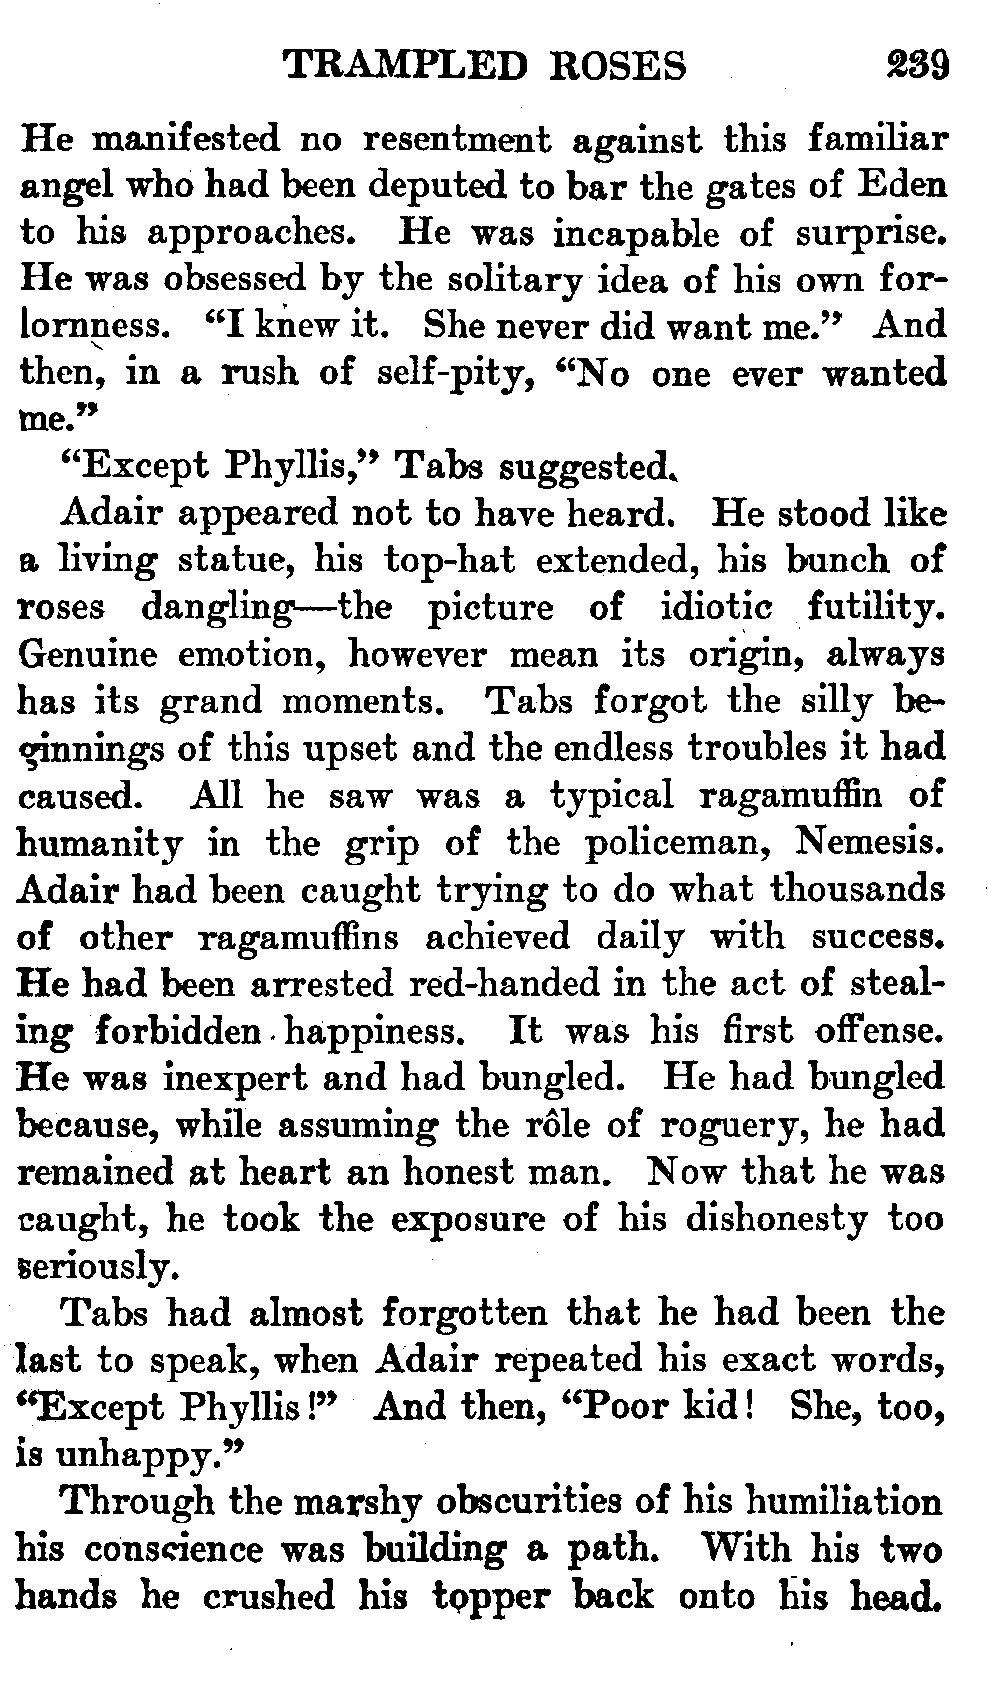 TRAMPLED ROSES 239
He manifested no resentment against this familiar
angel who had been deputed to bar the gates of Eden
to his approaches. He was incapable of surprise.
He was obsessed by the solitary idea of his own for-
lornness. “I knew it. She never did want me.” And
then, in a rush of self-pity, “No one ever wanted
me.”
“Except Phyllis,” Tabs suggested.
Adair appeared not to have heard. He stood like
a living statue, his top-hat extended, his bunch of
roses dangling—the picture of idiotic futility.
Genuine emotion, however mean its origin, always
has its grand moments. Tabs forgot the silly be-
ginnings of this upset and the endless troubles it had
caused. All he saw was a typical ragamuffin of
humanity in the grip of the policeman, Nemesis.
Adair had been caught trying to do what thousands
of other ragamuffins achieved daily with success.
He had been arrested red-handed in the act of steal-
ing forbidden happiness. It was his first offense.
He was inexpert and had bungled. He had bungled
because, while assuming the rôle of roguery, he had
remained at heart an honest man. Now that he was
caught, he took the exposure of his dishonesty too
seriously.
Tabs had almost forgotten that he had been the
last to speak, when Adair repeated his exact words,
“Except Phyllis!” And then, “Poor kid! She, too,
is unhappy.”
Through the marshy obscurities of his humiliation
his conscience was building a path. With his two
hands he crushed his topper back onto his head.